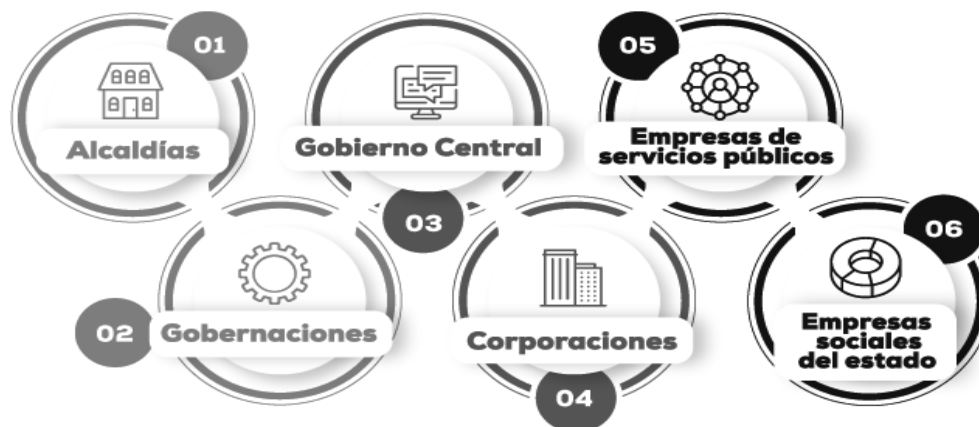 01
Alcaldías
02
Gobernaciones
Gobierno Central
03
Corporaciones
04
05
Empresas de
servicios públicos
06
Empresas
sociales
del estado